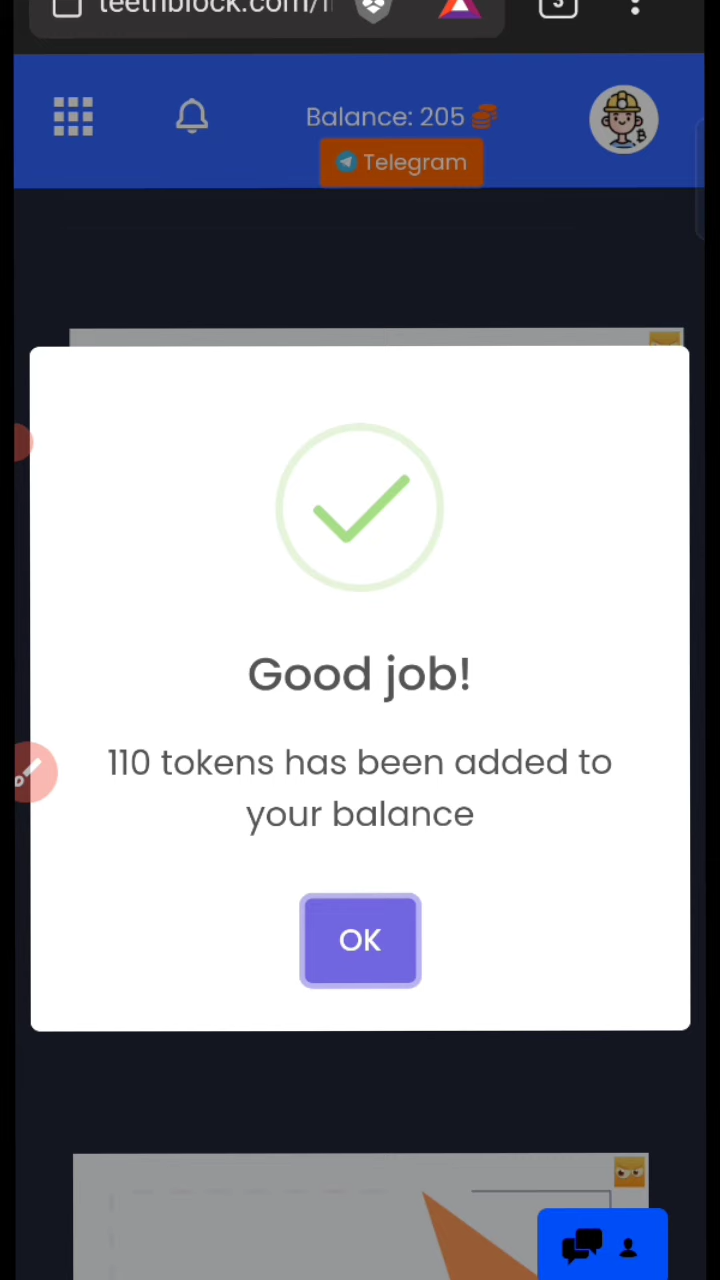 Balance: 205
Telegram
Good job!
110 tokens has been added to
your balance
OK